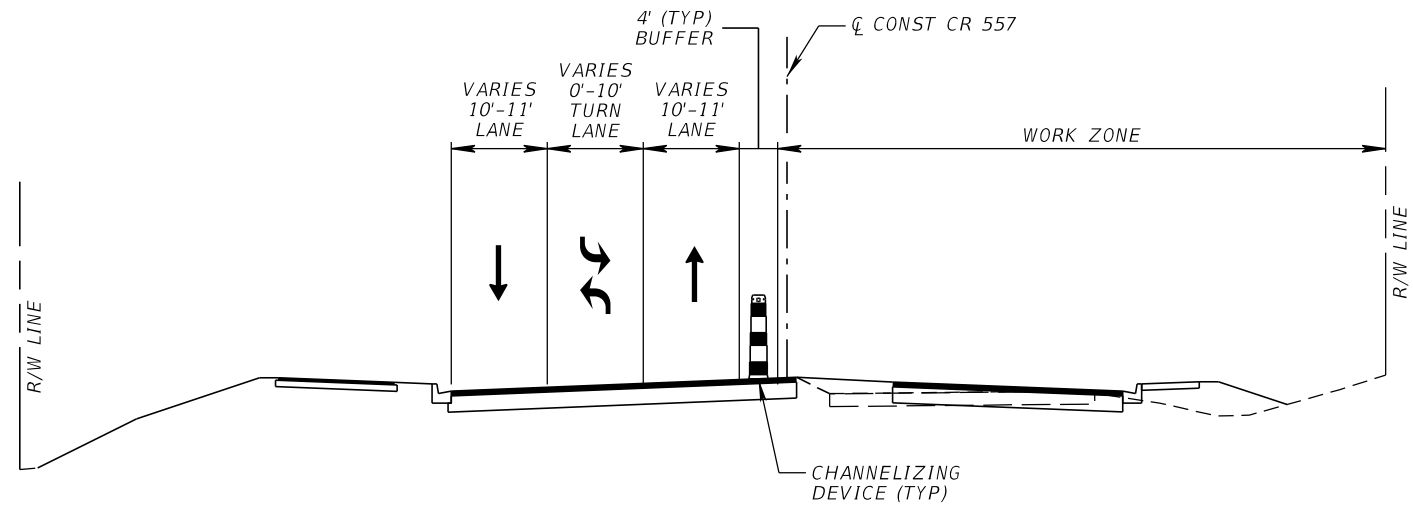 4' (TYP)
BUFFER
℄ CONST CR 557
VARIES
10'-11'
LANE
VARIES
0'-10'
TURN
LANE
VARIES
10'-11'
LANE
WORK ZONE
R/W LINE
R/W LINE
CHANNELIZING
DEVICE (TYP)